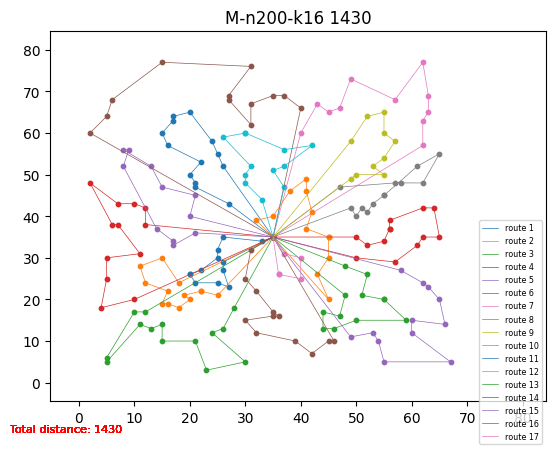 M-n200-k16 1430
80
70
60
50
40
30
20
10
0
route 1
route 2
route 3
route 4
route 5
route 6
route 7
route 8
route 9
route 10
route 11
route 12
route 13
route 14
route 15
route 16
route 17
0 10 20 30 40 50 60 70 80
Total distance: 1430